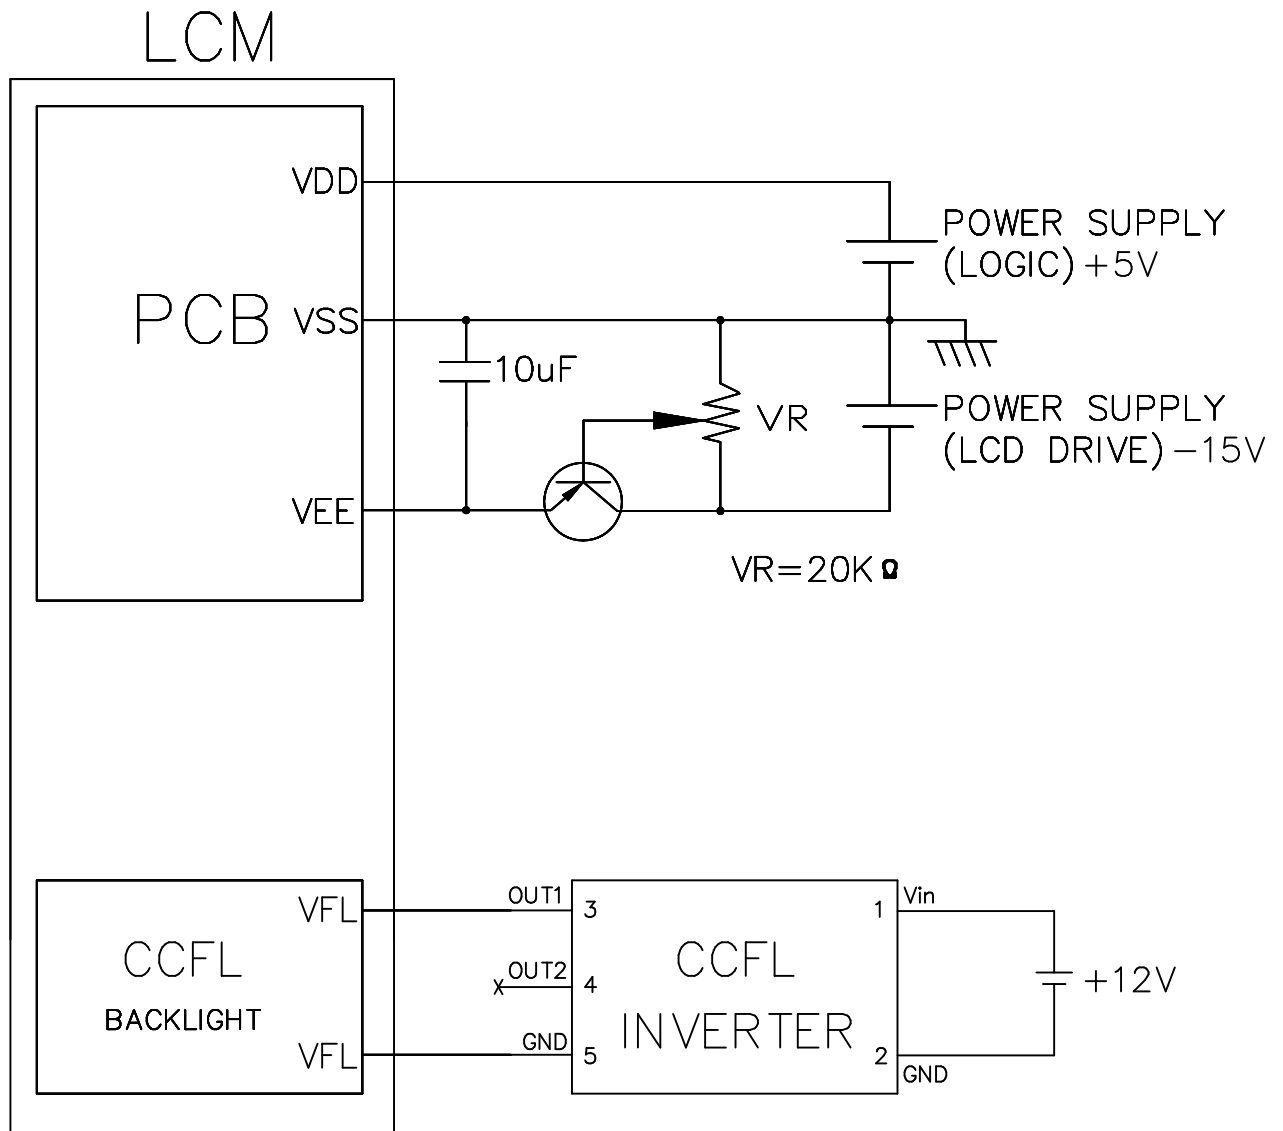 LCM
VDD
POWER SUPPLY
(LOGIC) +5V
PCB
VSS
10uF
VR
POWER SUPPLY
(LCD DRIVE) -15V
VEE
VR=20KΩ
VFL
OUT1
3
1
Vin
CCFL
BACKLIGHT
OUT2
4
CCFL
INVERTER
+12V
VFL
GND
5
2
GND